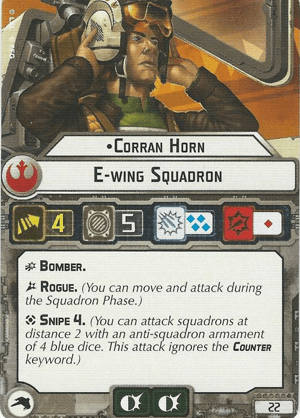 •Corran Horn
E-wing Squadron
4 5
Bomber.
Rogue. (You can move and attack during
the Squadron Phase.)
Snipe 4. (You can attack squadrons at
distance 2 with an anti-squadron armament
of 4 blue dice. This attack ignores the Counter
keyword.)
22